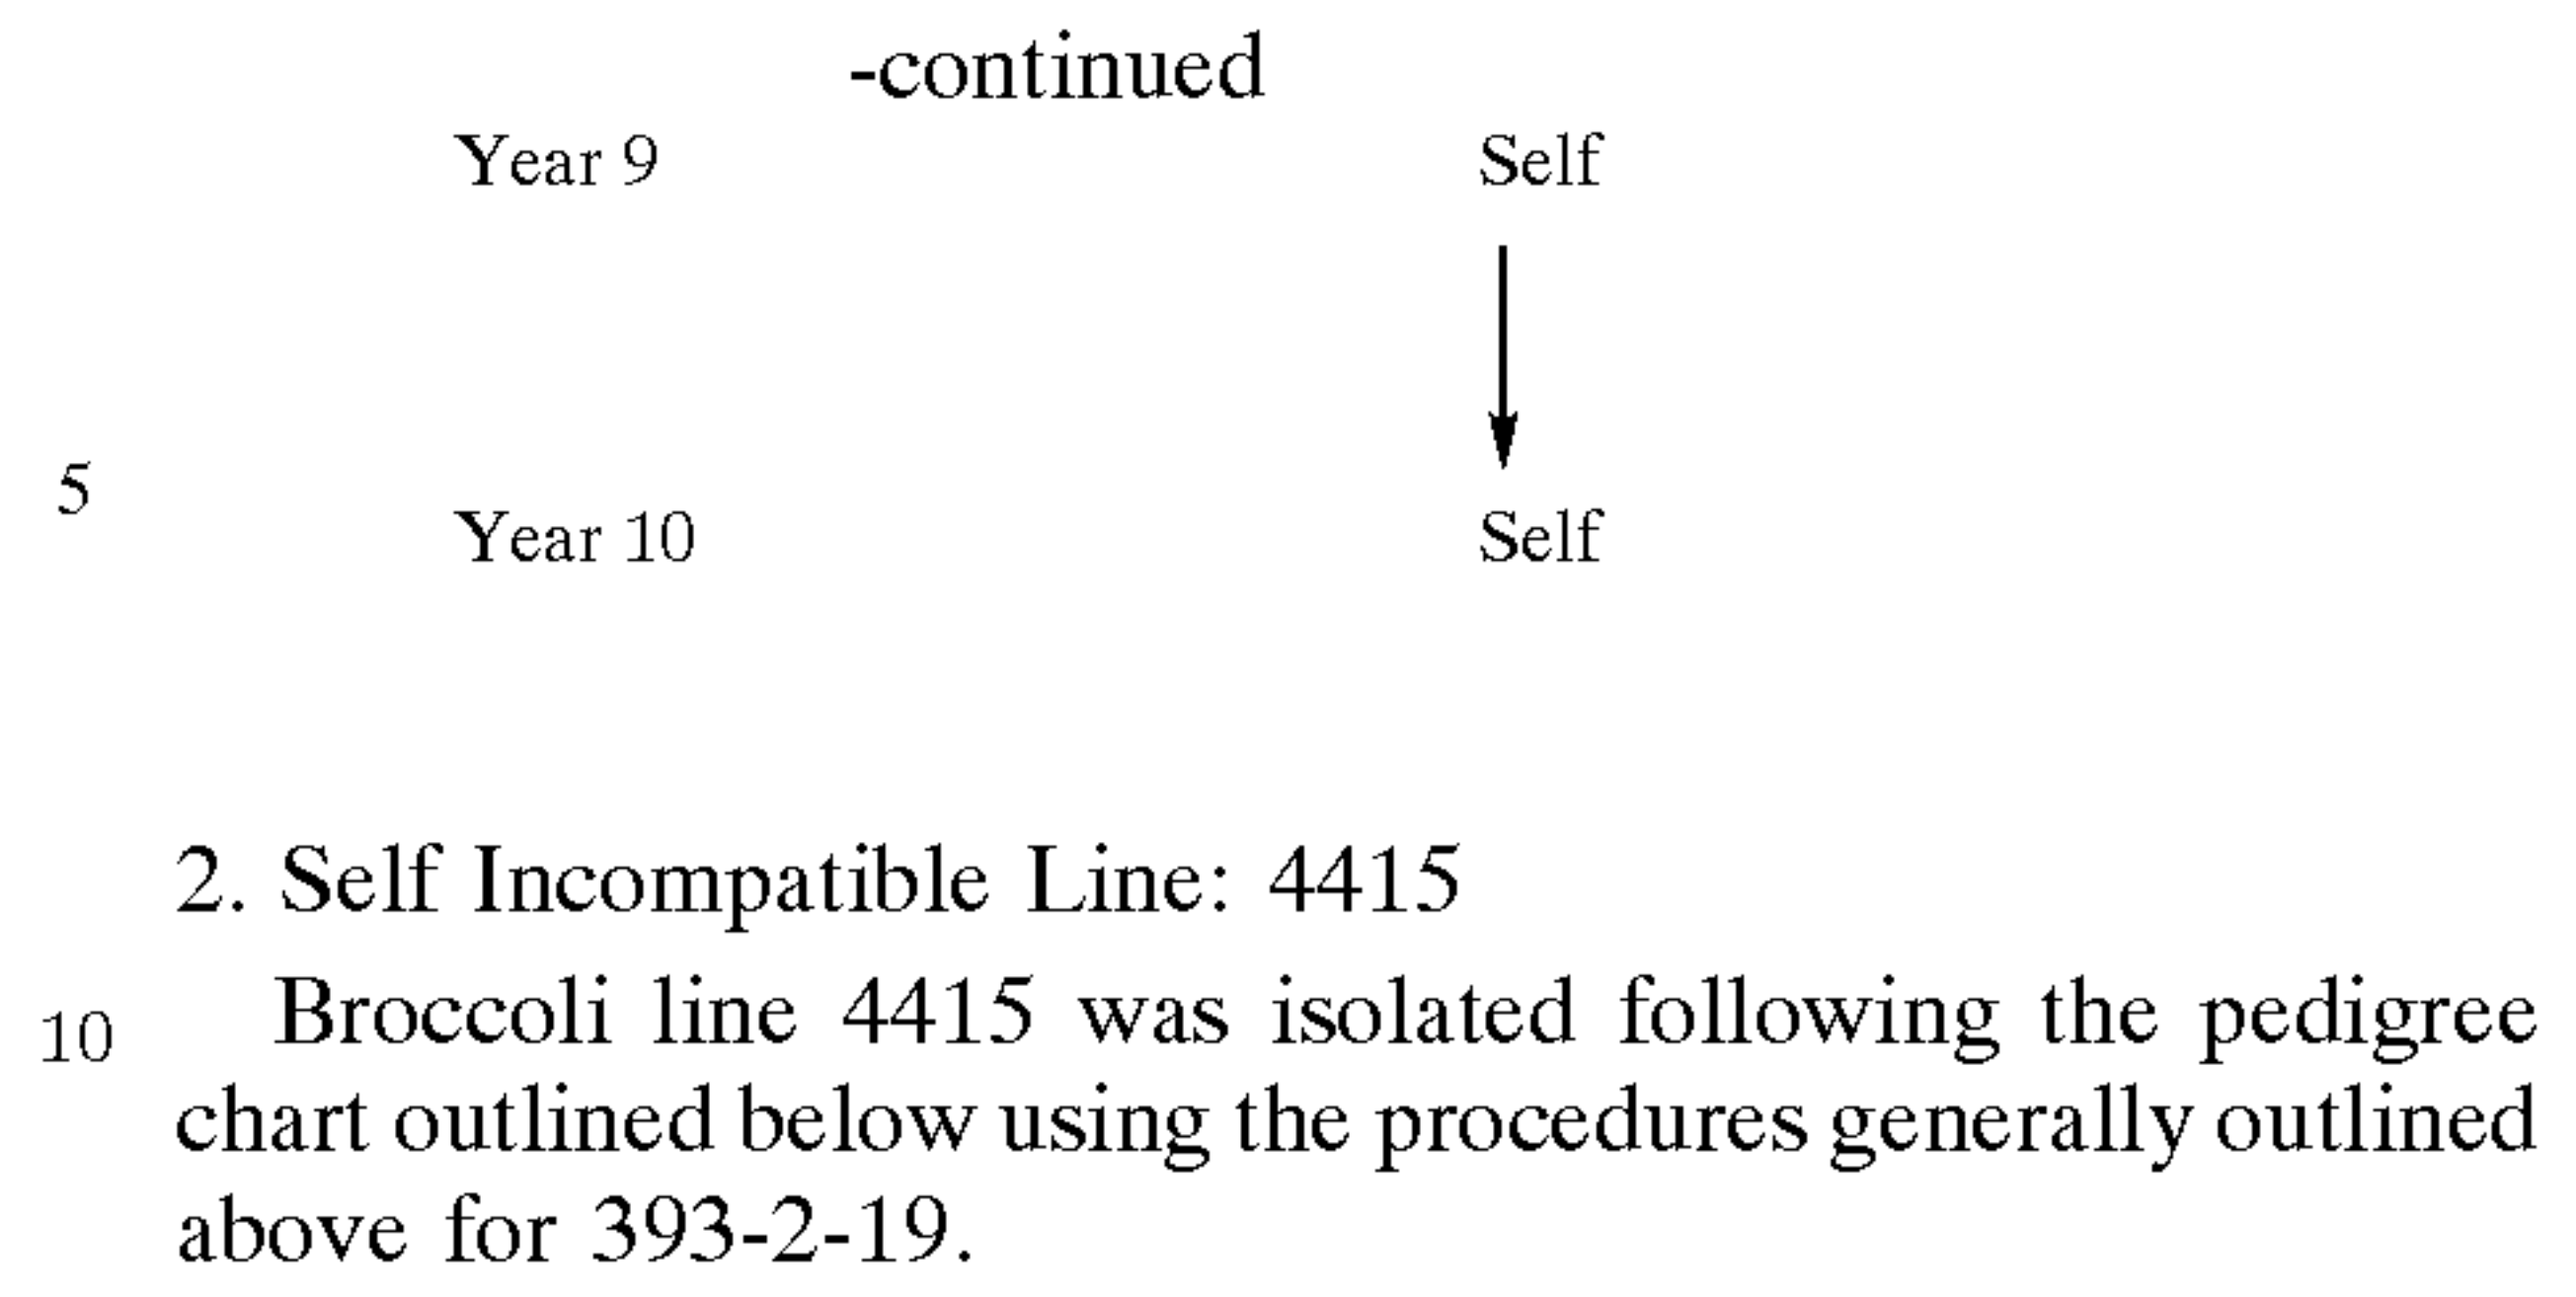 -continued
Year 9 Self
5
Year 10 Self
2. Self Incompatible Line: 4415
10 Broccoli line 4415 was isolated following the pedigree
chart outlined below using the procedures generally outlined
above for 393-2-19.